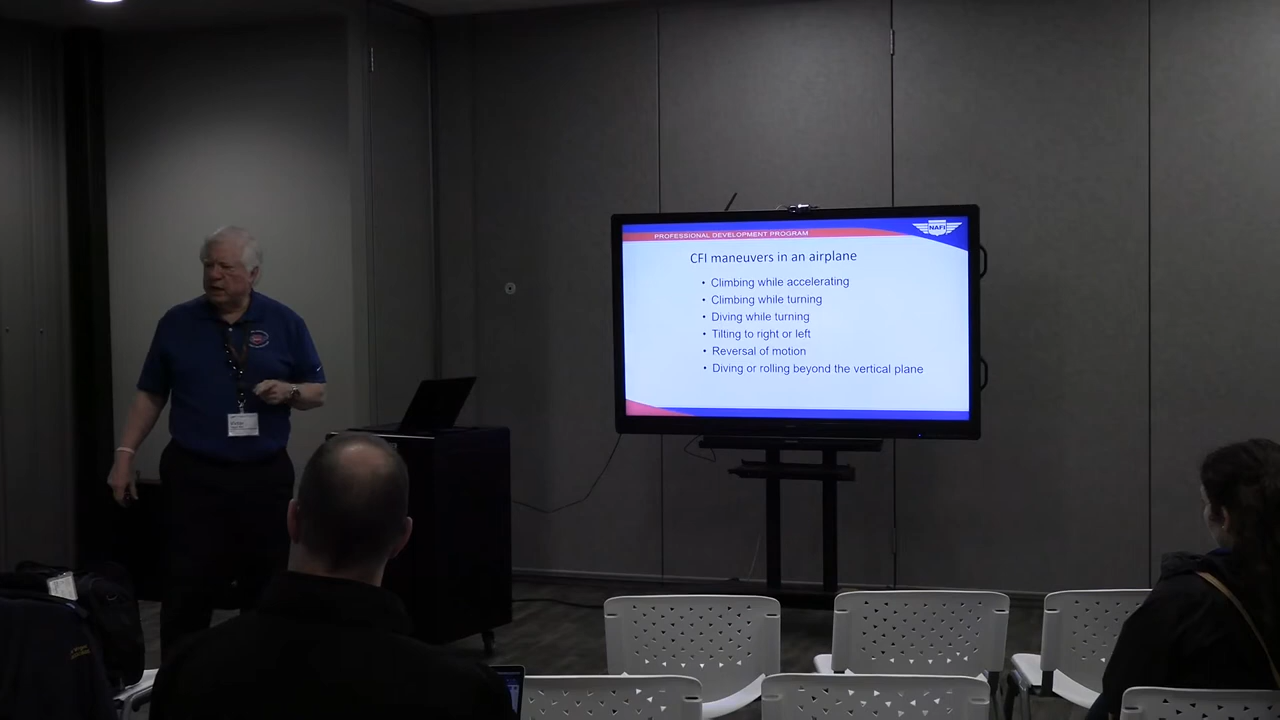 PROFESSIONAL DEVELOPMENT PROGRAM
NAFI
CFI maneuvers in an airplane
• Climbing while accelerating
• Climbing while turning
• Diving while turning
• Tilting to right or left
• Reversal of motion
• Diving or rolling beyond the vertical plane